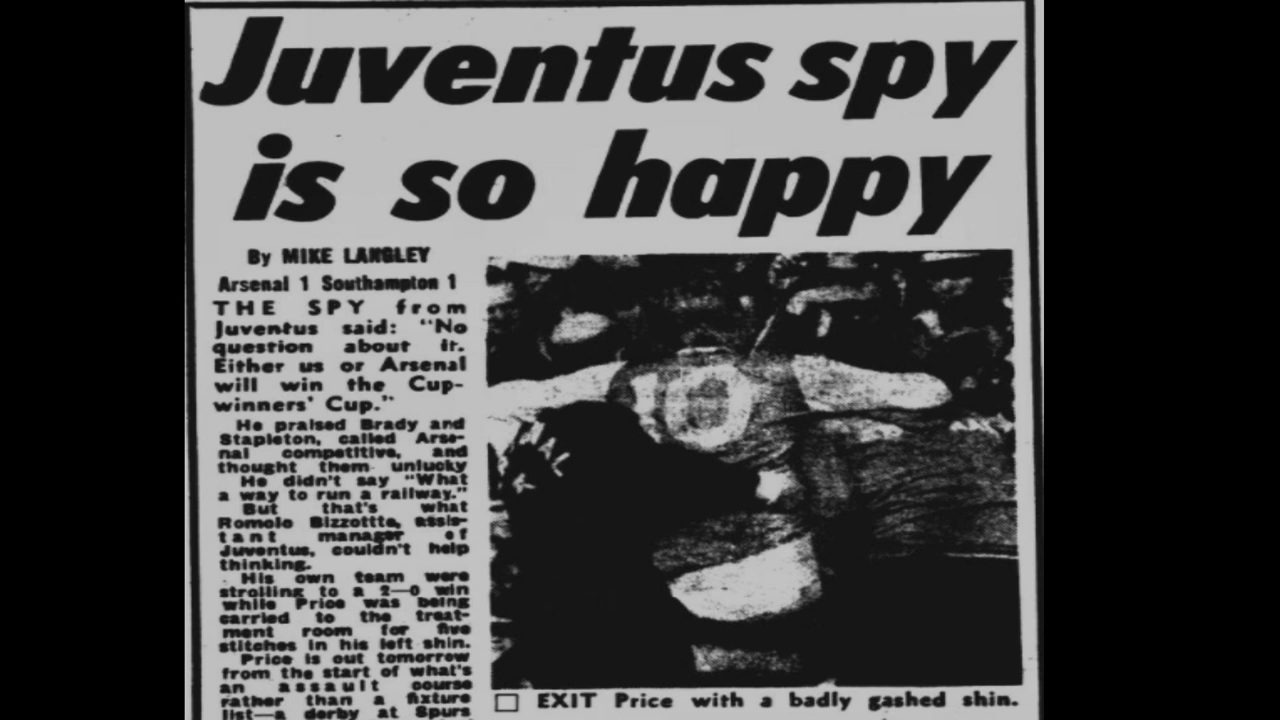 Juventus spy
is so happy
By MIKE LANGLEY
Arsenal 1 Southampton 1
THE SPY from
Juventus said: "No
question about it.
Either us or Arsenal
will win the Cup-
winners' Cup."
He praised Brady and
Stapleton, called Arse-
nal competitive, and
thought them unlucky
He didn't say "What
a way to run a railway."
But that's what
Romolo Bizzottte, assis-
tant manager of
Juventus, couldn't help
thinking.
His own team were
strolling to a 2—0 win
while Price was being
carried to the treat-
ment room for five
stitches in his left shin.
Price is out tomorrow
from the start of what's
an assault course
rather than a fixture
list—a derby at Spurs
NAL
EXIT Price with a badly gashed shin.